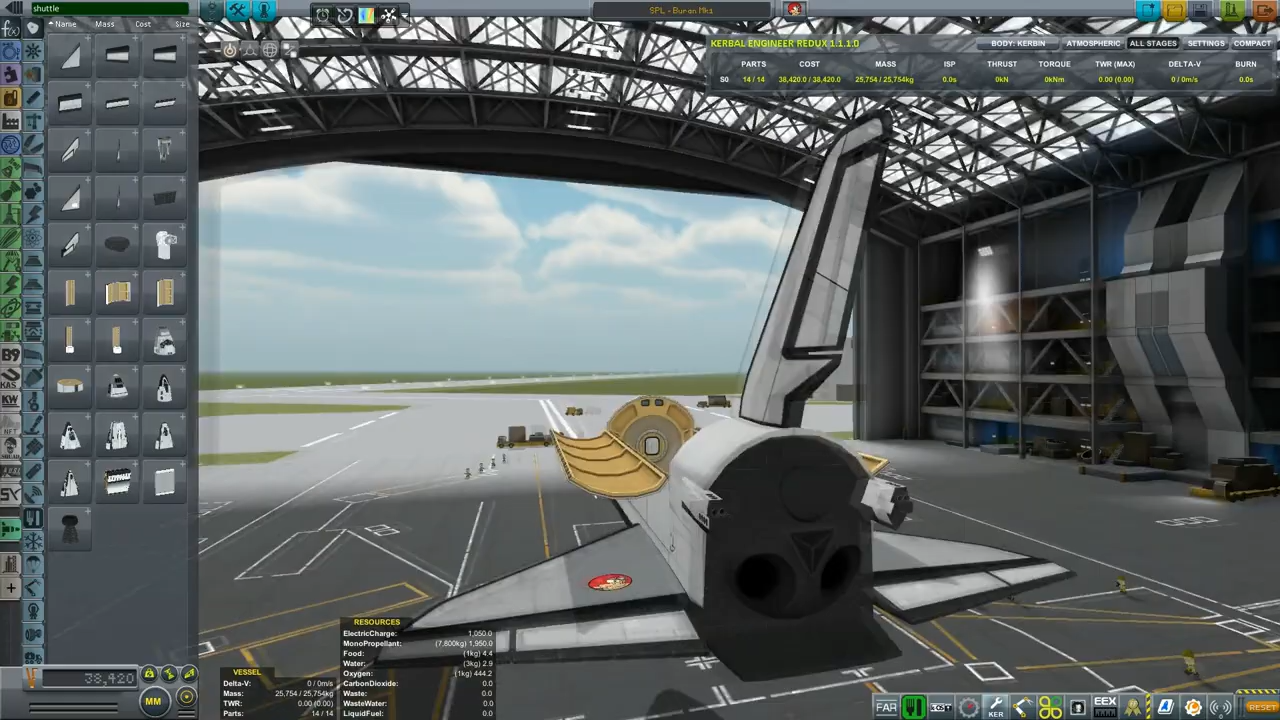 shuttle
SPL - Buran Mk1
Name Mass Cost Size
KERBAL ENGINEER REDUX 1.1.1.0
BODY: KERBIN ATMOSPHERIC ALL STAGES SETTINGS COMPACT
PARTS COST MASS ISP THRUST TORQUE TWR (MAX) DELTA-V BURN
S0 14 / 14 38,420.0 / 38,420.0 25,754 / 25,754kg 0.0s 0kN 0kNm 0.00 (0.00) 0 / 0m/s 0.0s
f(x)
B9
KAS
KW
NFT
SY
RESOURCES
ElectricCharge: 1,050.0
MonoPropellant: (7,800kg) 1,950.0
Food: (1kg) 4.4
Water: (3kg) 2.9
Oxygen: (1kg) 444.2
CarbonDioxide: 0.0
Waste: 0.0
WasteWater: 0.0
LiquidFuel: 0.0
VESSEL
Delta-V: 0 / 0m/s
Mass: 25,754 / 25,754kg
TWR: 0.00 (0.00)
Parts: 14 / 14
38,420
MM
FAR
KER
EEX
RESET